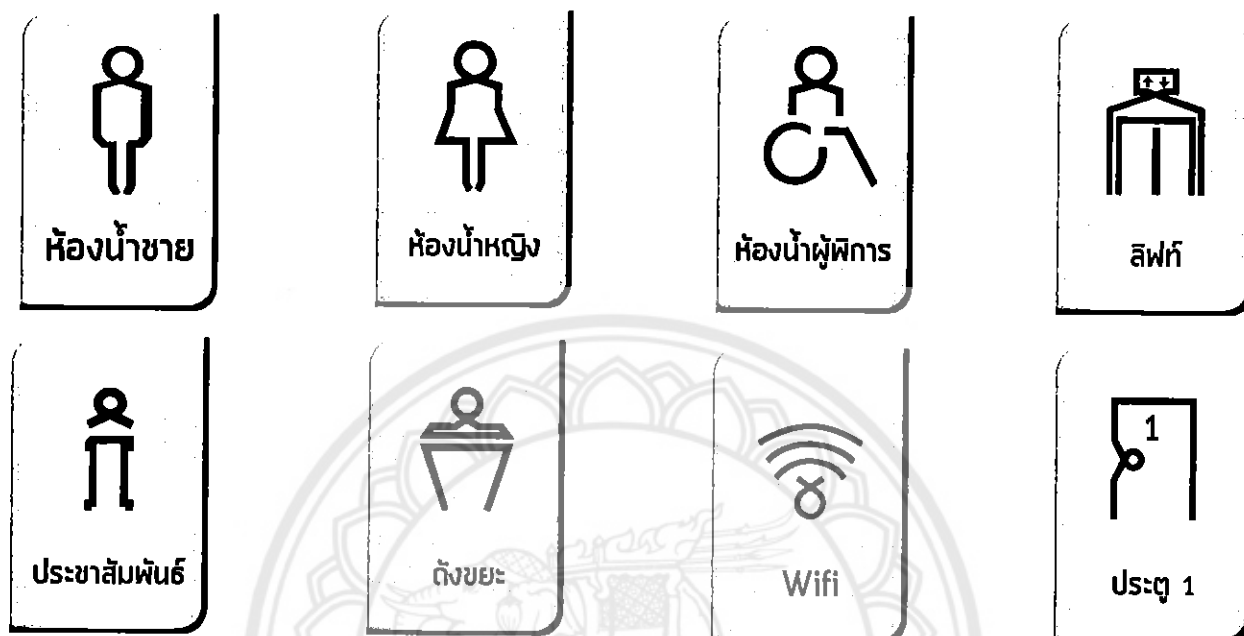 ห้องน้ำชาย
ห้องน้ำหญิง
ห้องน้ำผู้พิการ
ลิฟท์
ประชาสัมพันธ์
ถังขยะ
Wifi
1
ประตู 1